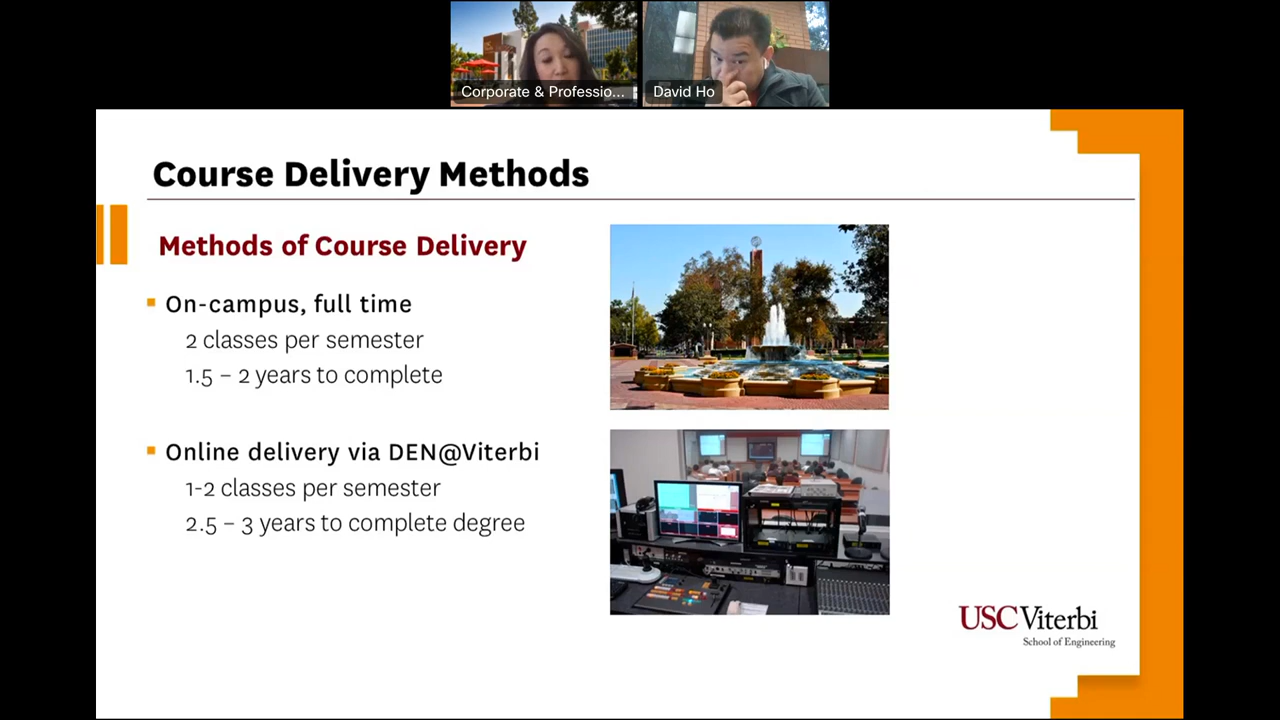 Corporate & Professio...
David Ho
Course Delivery Methods
Methods of Course Delivery
On-campus, full time
2 classes per semester
1.5 – 2 years to complete
Online delivery via DEN@Viterbi
1-2 classes per semester
2.5 – 3 years to complete degree
USC Viterbi
School of Engineering